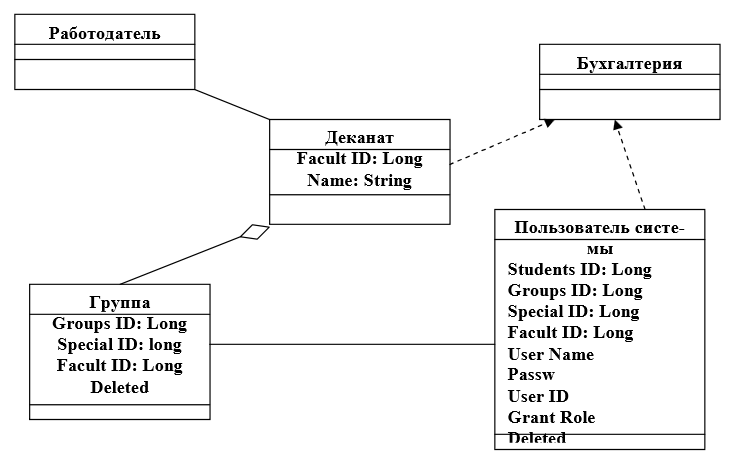 Работодатель
Бухгалтерия
Деканат
Facult ID: Long
Name: String
Пользователь систе-
мы
Students ID: Long
Groups ID: Long
Special ID: Long
Facult ID: Long
User Name
Passw
User ID
Grant Role
Deleted
Группа
Groups ID: Long
Special ID: long
Facult ID: Long
Deleted